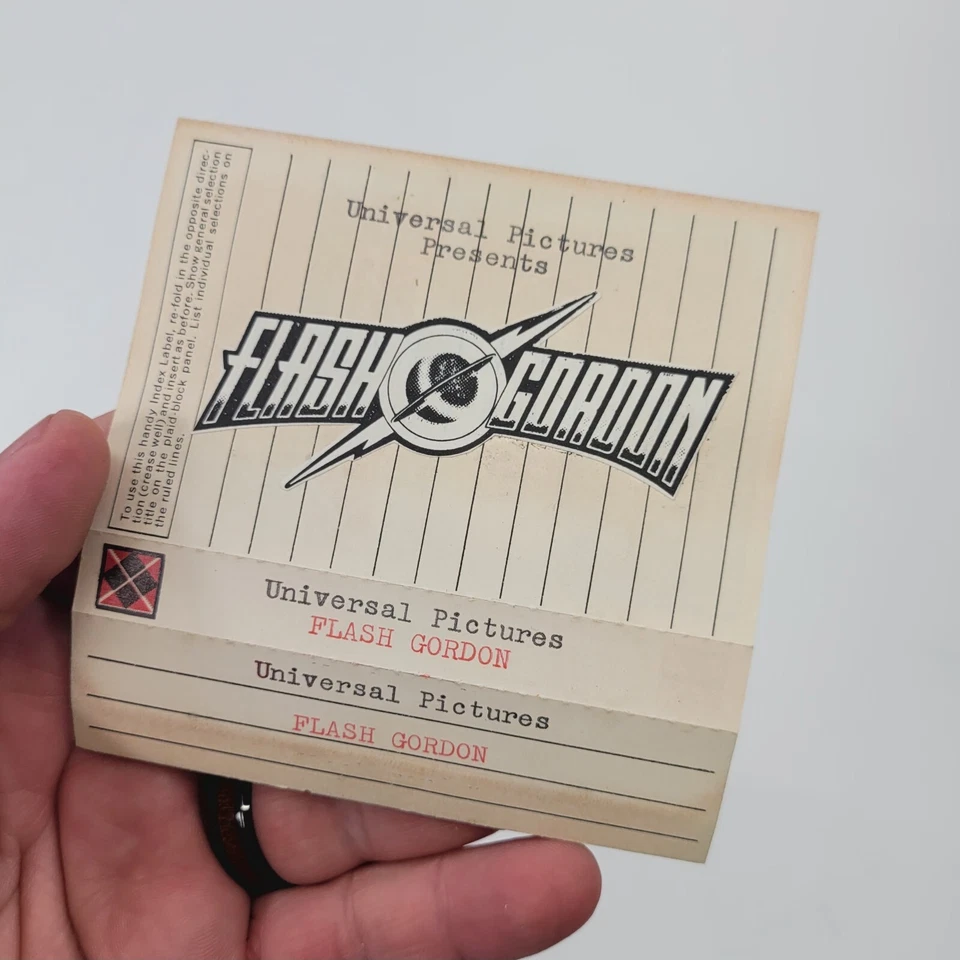 To use this handy Index Label, re-fold in the opposite direc-
tion (crease well) and insert as before. Show general selection
title on the plaid-block panel. List individual selections on
the ruled lines.
Universal Pictures
Presents
FLASH GORDON
Universal Pictures
FLASH GORDON
Universal Pictures
FLASH GORDON